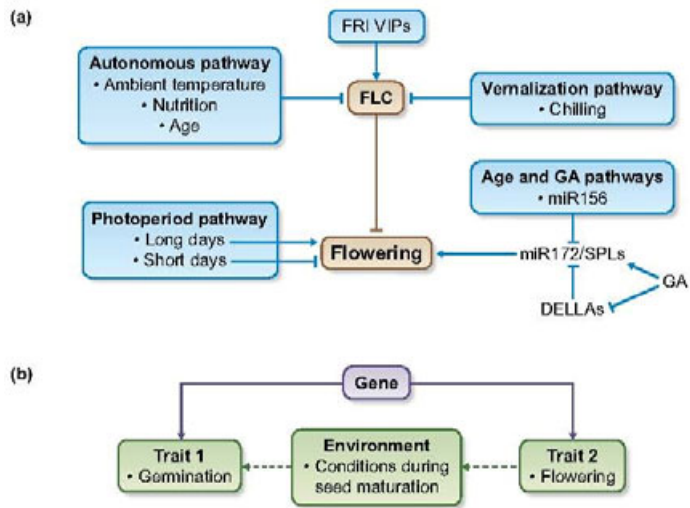 (a)
FRI VIPs
Autonomous pathway
• Ambient temperature
• Nutrition
• Age
FLC
Vernalization pathway
• Chilling
Age and GA pathways
• miR156
Photoperiod pathway
• Long days
• Short days
Flowering
miR172/SPLs
GA
DELLAs
(b)
Gene
Trait 1
• Germination
Environment
• Conditions during
seed maturation
Trait 2
• Flowering